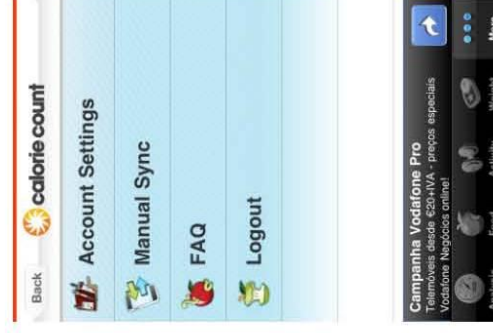 Back
calorie count
Account Settings
Manual Sync
FAQ
Logout
Campanha Vodafone Pro
Telemóveis desde €20+IVA - preços especiais
Vodafone Negócios online!